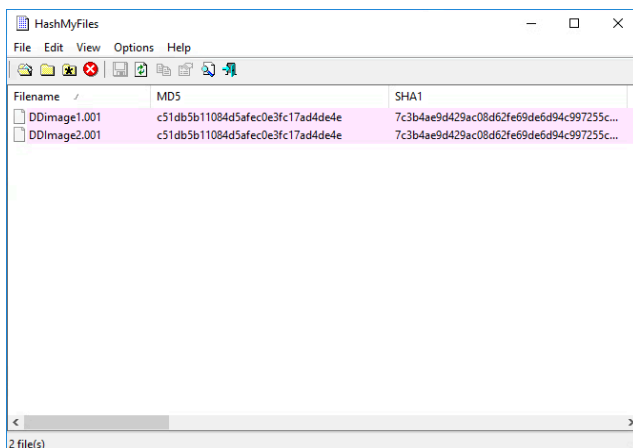 HashMyFiles
File Edit View Options Help
Filename MD5 SHA1
DDimage1.001 c51db5b11084d5afec0e3fc17ad4de4e 7c3b4ae9d429ac08d62fe69de6d94c997255c...
DDImage2.001 c51db5b11084d5afec0e3fc17ad4de4e 7c3b4ae9d429ac08d62fe69de6d94c997255c...
2 file(s)